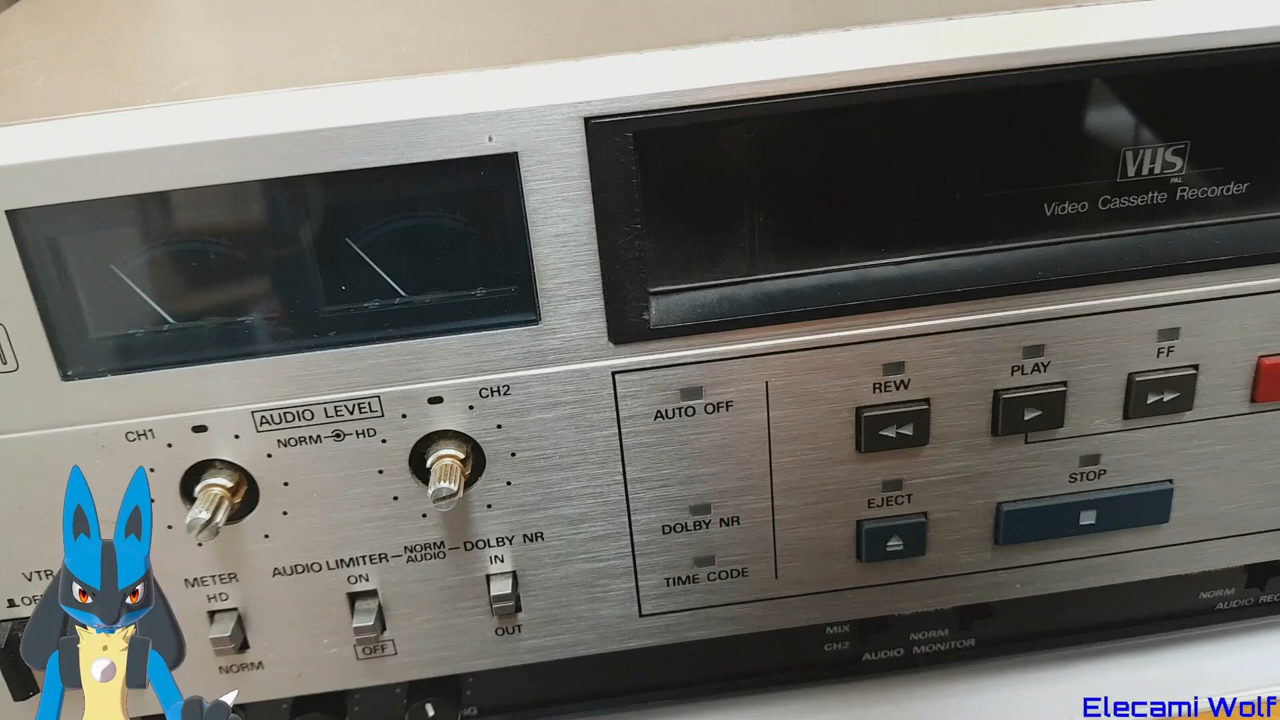 VHS
PAL
Video Cassette Recorder
CH1
AUDIO LEVEL
CH2
NORM HD
AUTO OFF
REW
PLAY
FF
EJECT
STOP
DOLBY NR
TIME CODE
VTR
METER
HD
NORM
AUDIO LIMITER
ON
OFF
NORM
AUDIO
DOLBY NR
IN
OUT
MIX
CH2
NORM
AUDIO MONITOR
NORM
Elecami Wolf